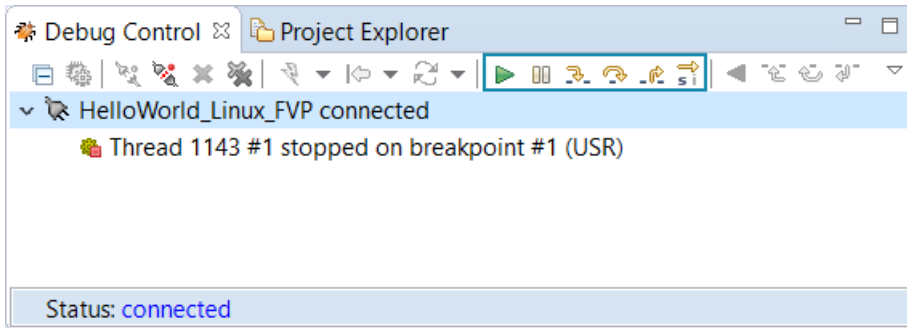 Debug Control Project Explorer
s i
HelloWorld_Linux_FVP connected
Thread 1143 #1 stopped on breakpoint #1 (USR)
Status: connected